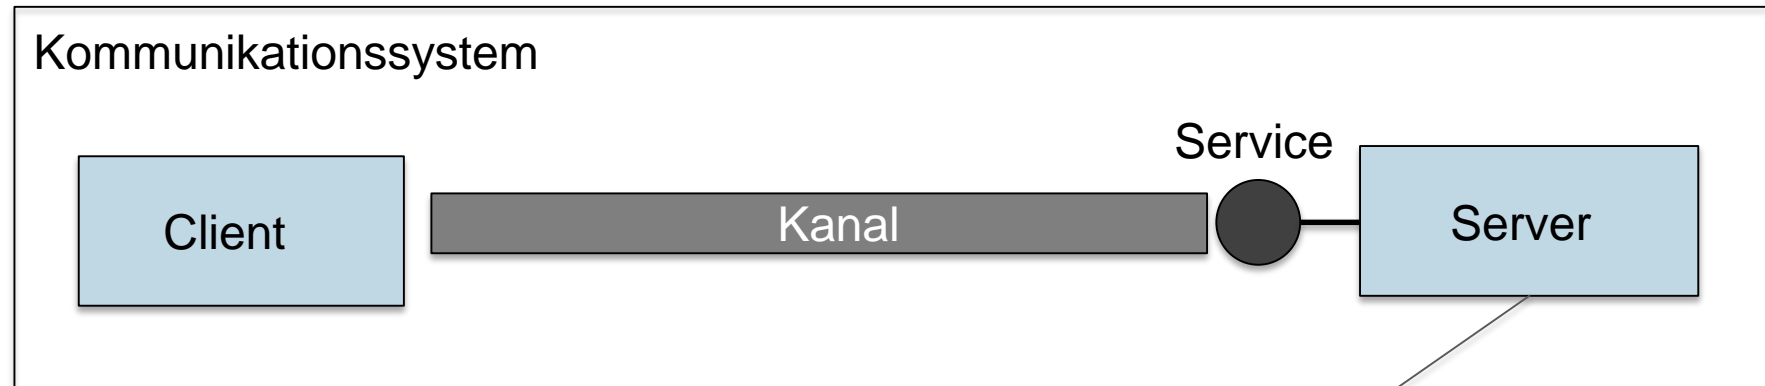 Kommunikationssystem
Service
Client
Kanal
Server